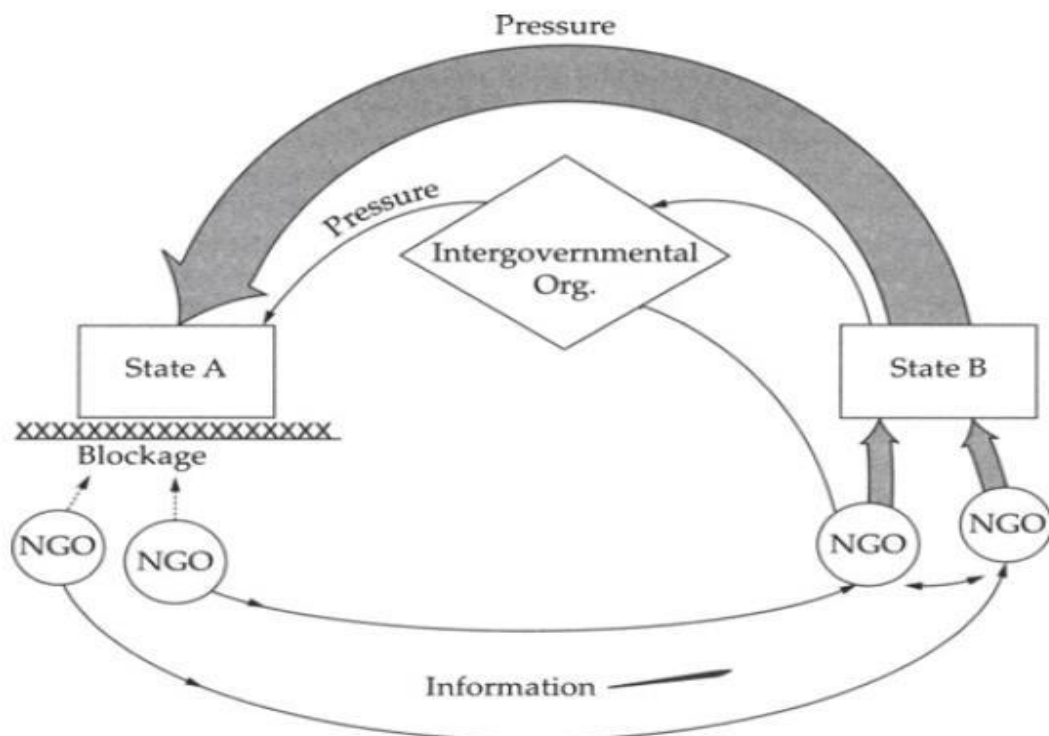 Pressure
Pressure
Intergovernmental
Org.
State A
State B
XXXXXXXXXXXXXXXXXX
Blockage
NGO
NGO
NGO
NGO
Information